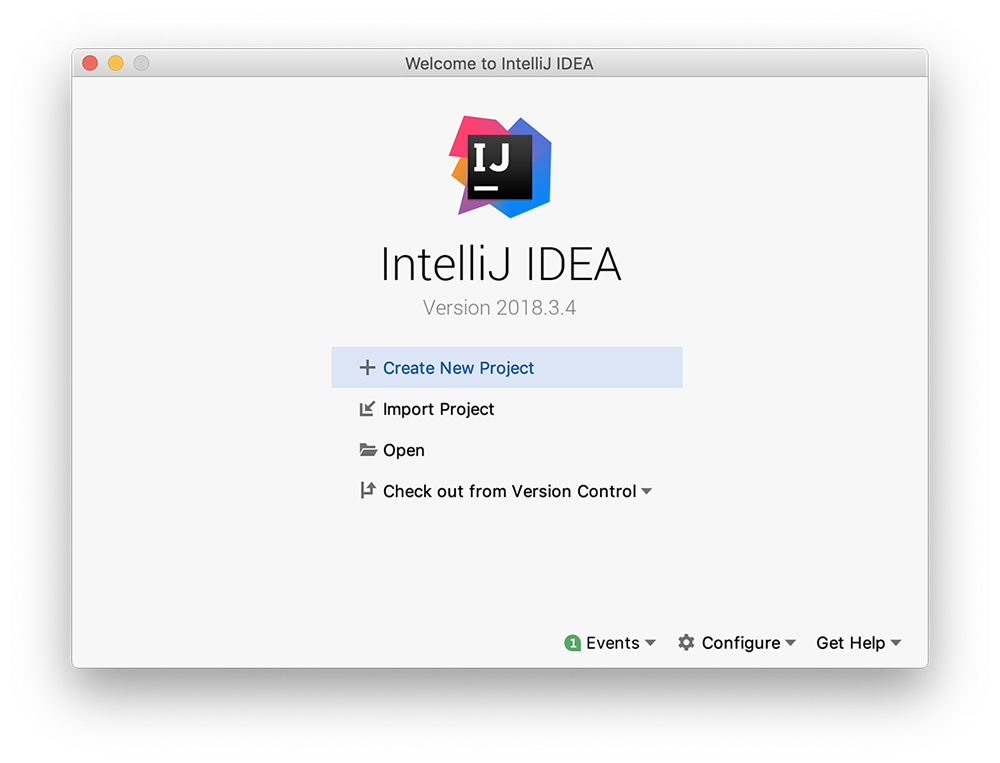 Welcome to IntelliJ IDEA
IJ
IntelliJ IDEA
Version 2018.3.4
Create New Project
Import Project
Open
Check out from Version Control
1 Events Configure Get Help